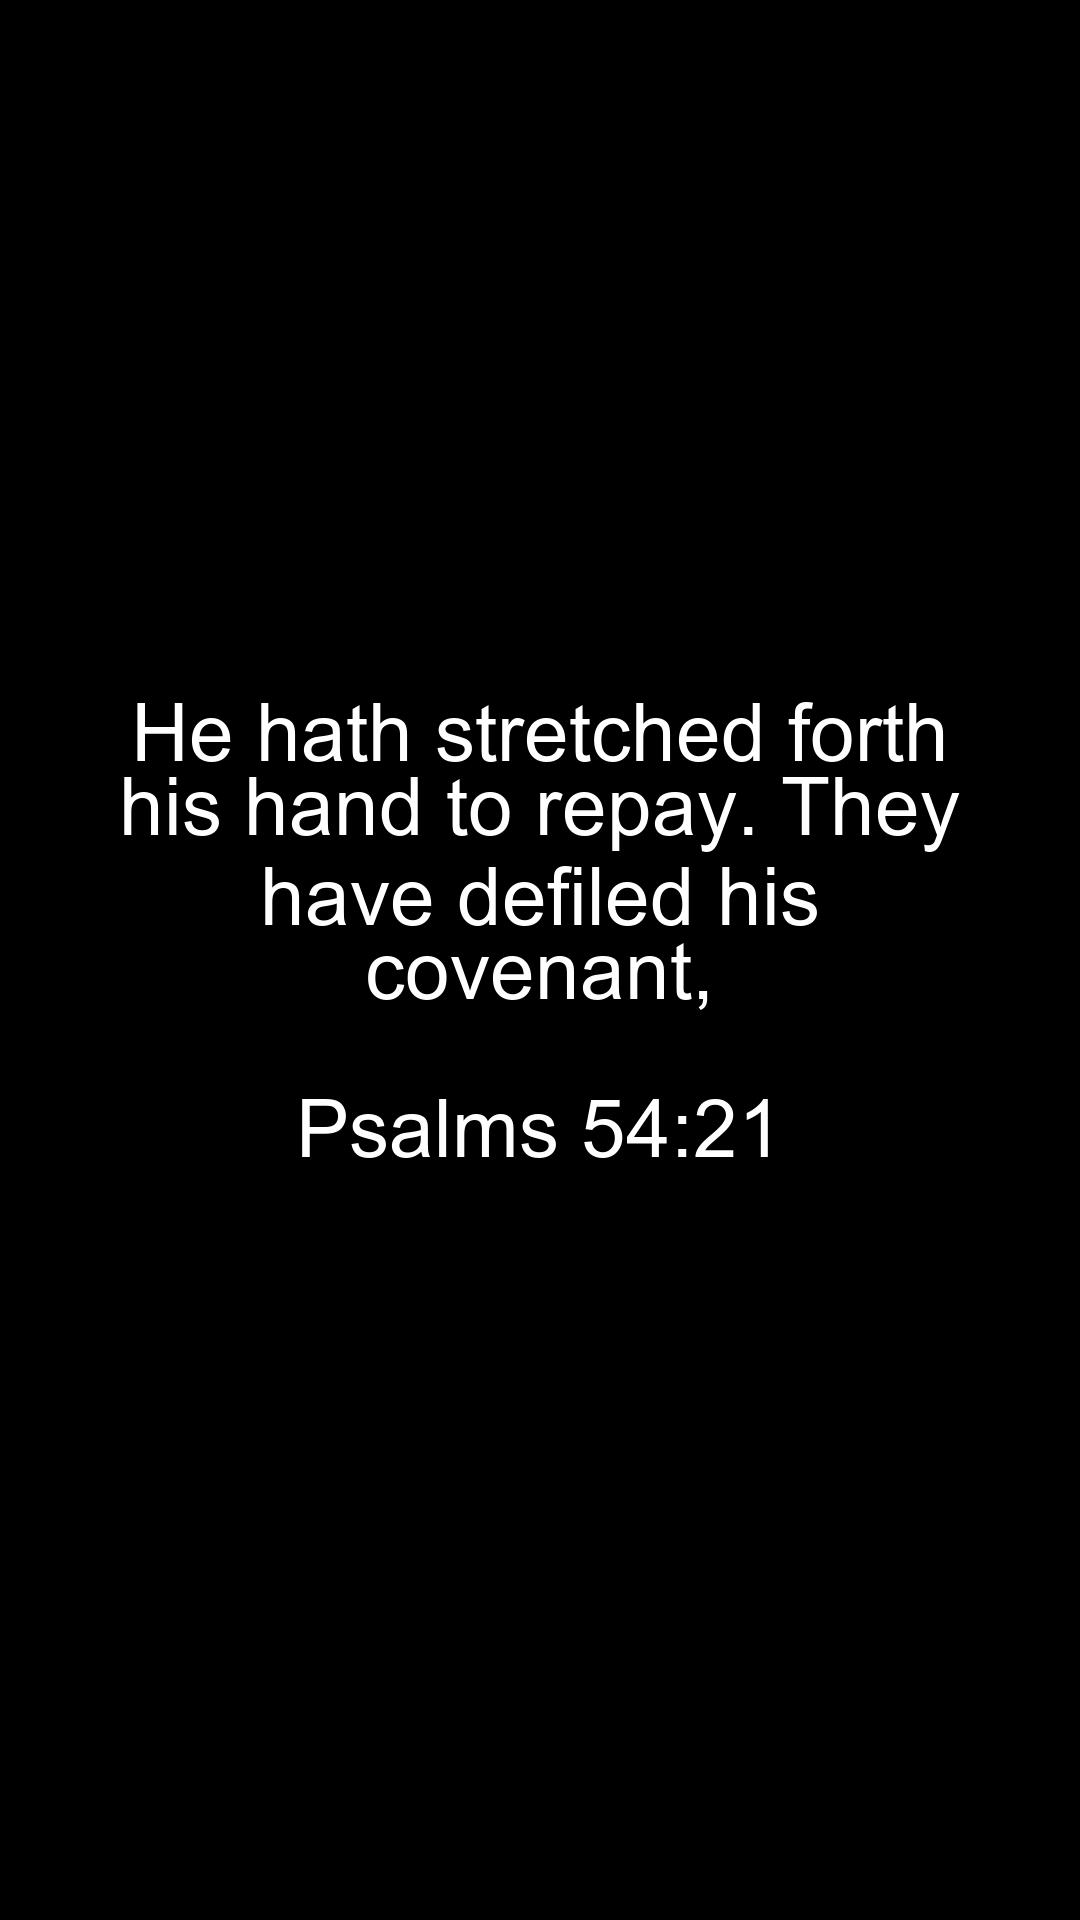 He hath stretched forth
his hand to repay. They
have defiled his
covenant,
Psalms 54:21